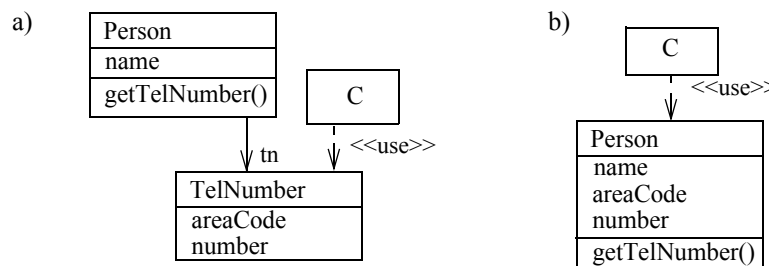 a)
Person
name
getTelNumber()
C
<<use>>
tn
TelNumber
areaCode
number
b)
C
<<use>>
Person
name
areaCode
number
getTelNumber()